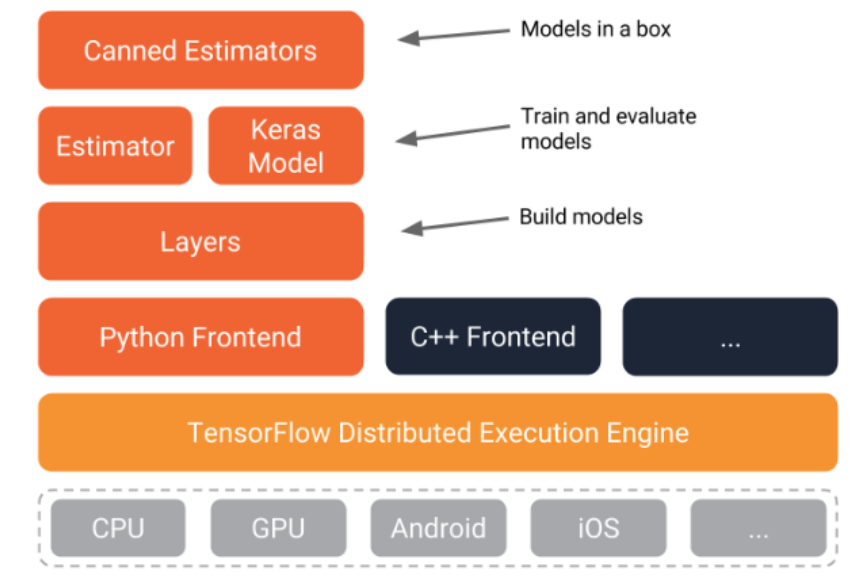 Canned Estimators
Models in a box
Estimator
Keras
Model
Train and evaluate
models
Layers
Build models
Python Frontend
C++ Frontend
...
TensorFlow Distributed Execution Engine
CPU
GPU
Android
iOS
...